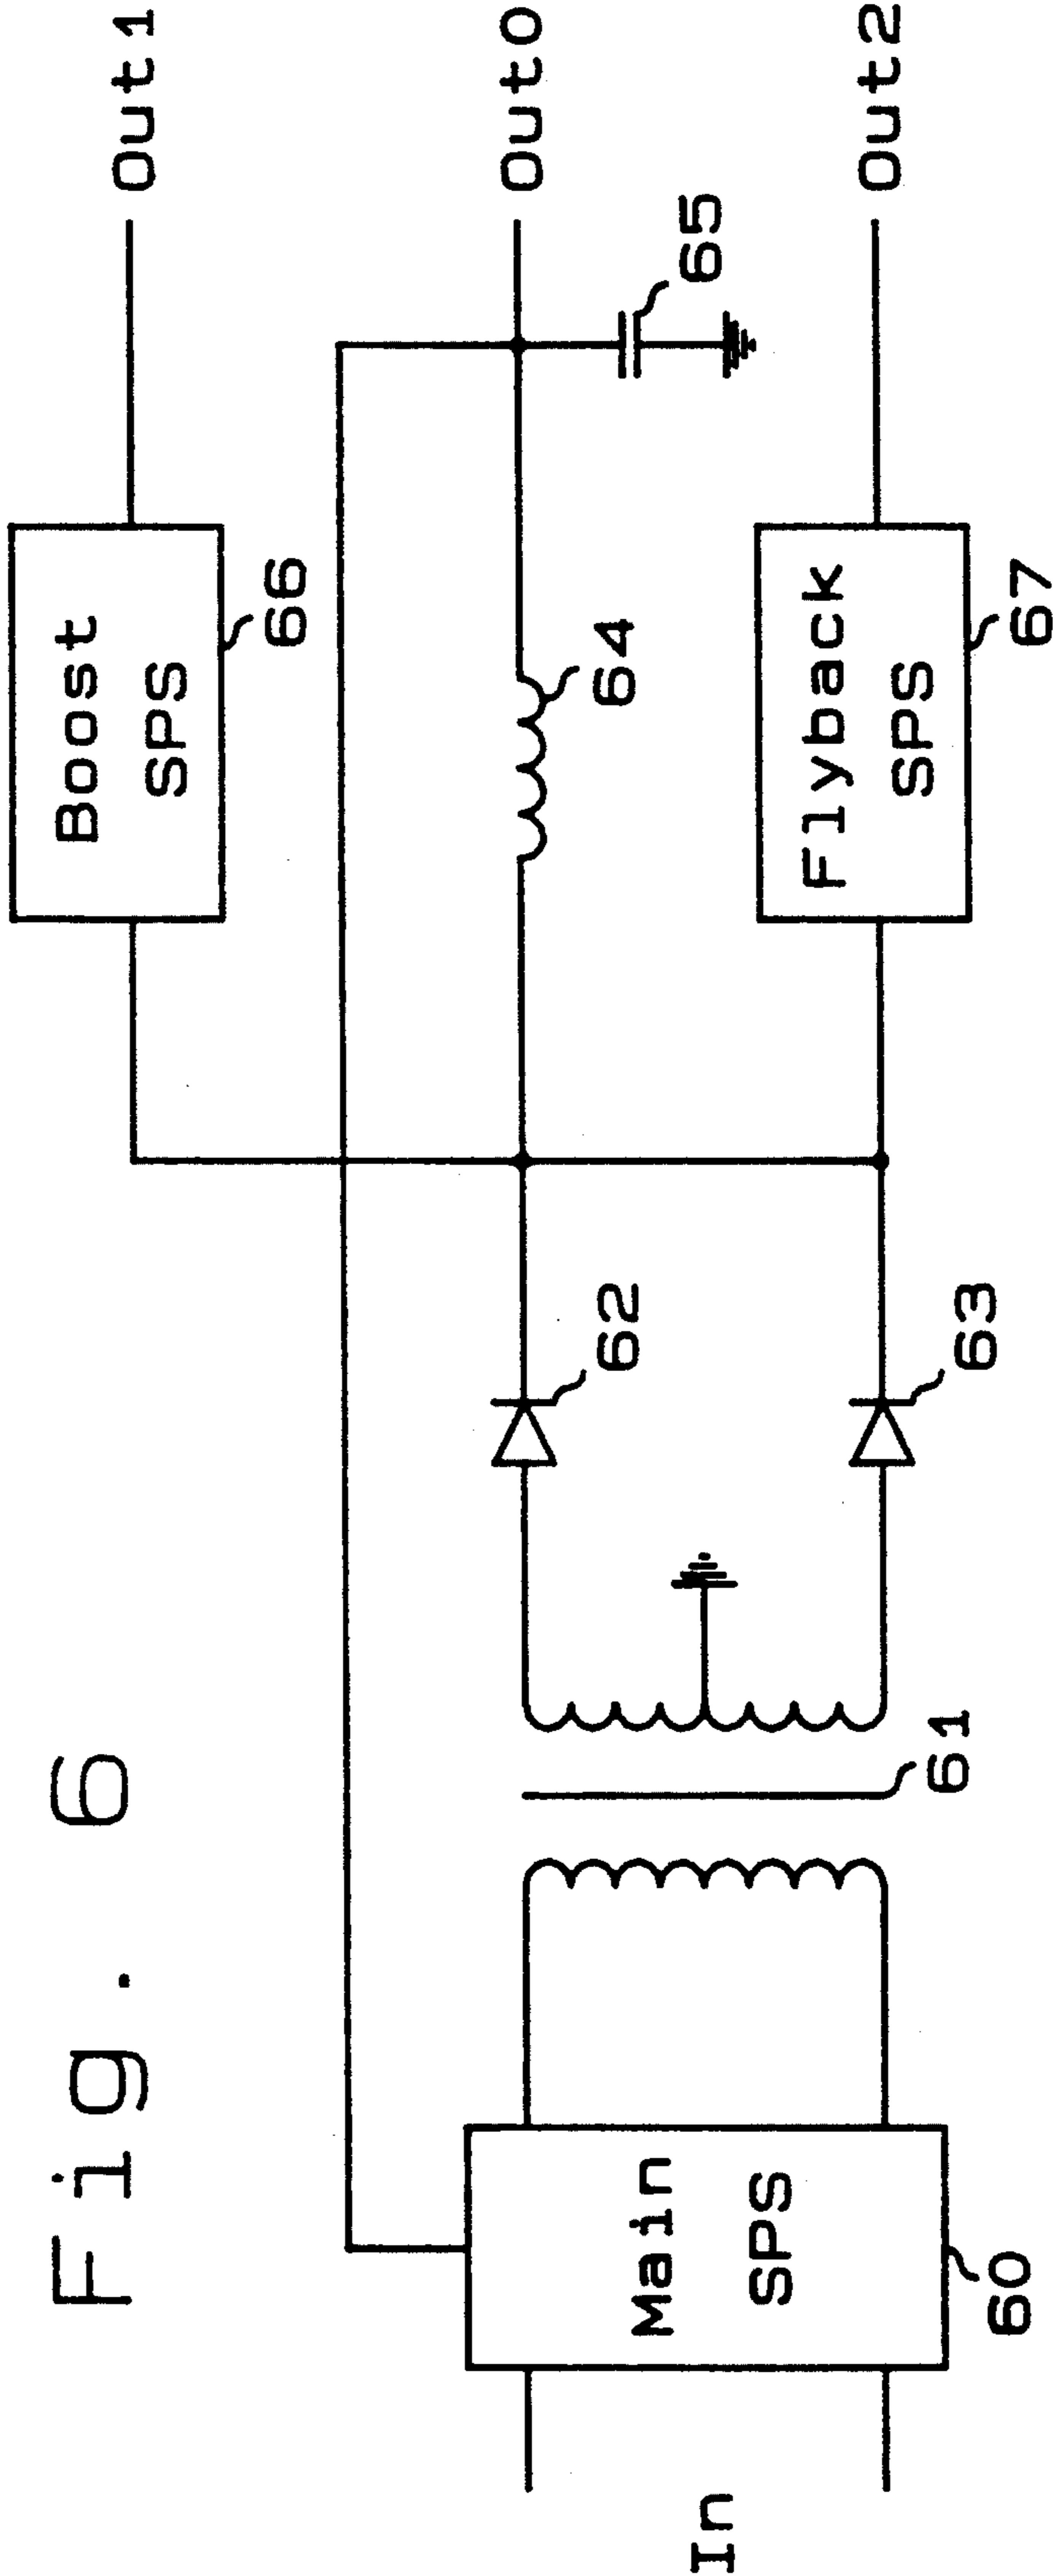 Fig. 6
Boost
SPS
66
Out1
In
Main
SPS
60
61
62
63
64
65
Out0
Flyback
SPS
67
Out2